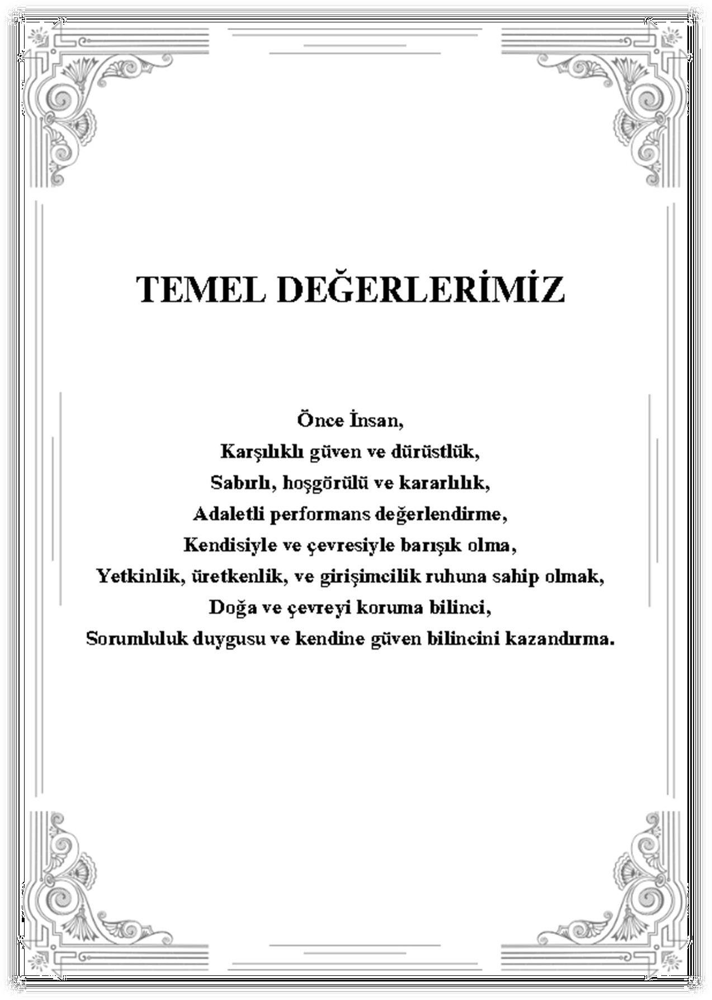 TEMEL DEĞERLERİMİZ
Önce İnsan,
Karşılıklı güven ve dürüstlük,
Sabırlı, hoşgörülü ve kararlılık,
Adaletli performans değerlendirme,
Kendisiyle ve çevresiyle barışık olma,
Yetkinlik, üretkenlik, ve girişimcilik ruhuna sahip olmak,
Doğa ve çevreyi koruma bilinci,
Sorumluluk duygusu ve kendine güven bilincini kazandırma.